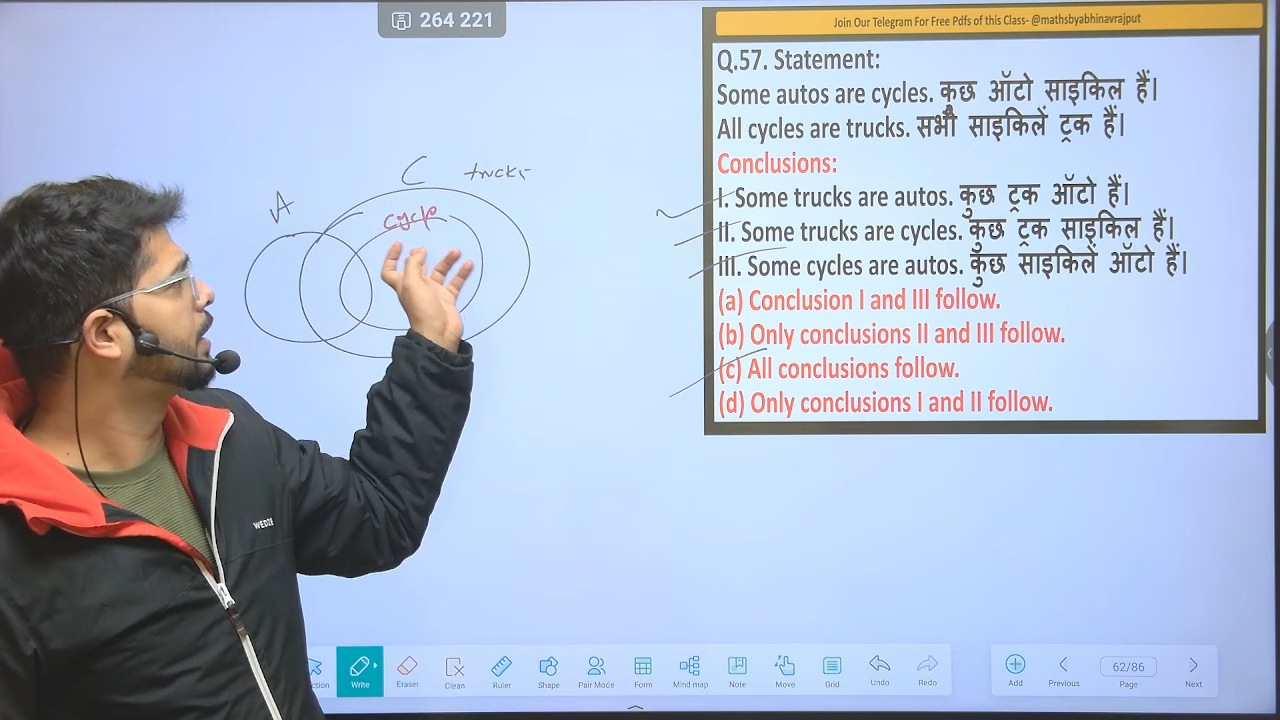 264 221
Join Our Telegram For Free Pdfs of this Class- @mathsbyabhinavrajput
Q.57. Statement:
Some autos are cycles. कुछ ऑटो साइकिल हैं।
All cycles are trucks. सभी साइकिलें ट्रक हैं।
Conclusions:
I. Some trucks are autos. कुछ ट्रक ऑटो हैं।
II. Some trucks are cycles. कुछ ट्रक साइकिल हैं।
III. Some cycles are autos. कुछ साइकिलें ऑटो हैं।
(a) Conclusion I and III follow.
(b) Only conclusions II and III follow.
(c) All conclusions follow.
(d) Only conclusions I and II follow.
C trucks
A
cycle
Write Eraser Clean Ruler Shape Pair Mode Form Mind map Note Move Grid Undo Redo
Add Previous 62/86 Page Next